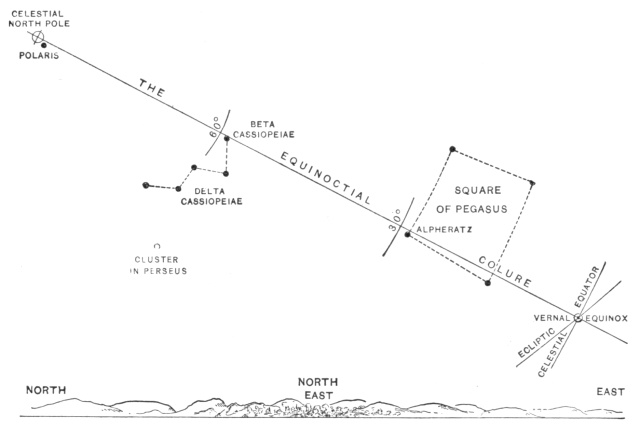 CELESTIAL
NORTH POLE
POLARIS
THE EQUINOCTIAL COLURE
60°
BETA
CASSIOPEIAE
DELTA
CASSIOPEIAE
CLUSTER
IN PERSEUS
SQUARE
OF PEGASUS
30°
ALPHERATZ
EQUATOR
VERNAL EQUINOX
ECLIPTIC
CELESTIAL
NORTH
NORTH
EAST
EAST